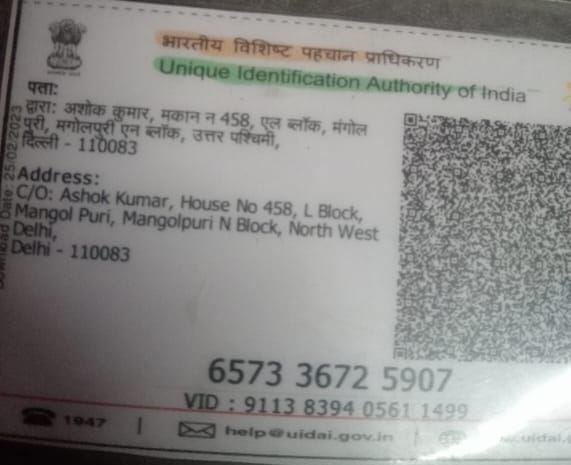 भारतीय विशिष्ट पहचान प्राधिकरण
Unique Identification Authority of India
पता:
द्वारा: अशोक कुमार, मकान न 458, एल ब्लॉक, मंगोल
पुरी, मगोलपुरी एन ब्लॉक, उत्तर पश्चिमी,
दिल्ली - 110083
Address:
C/O: Ashok Kumar, House No 458, L Block,
Mangol Puri, Mangolpuri N Block, North West
Delhi,
Delhi - 110083
Download Date: 25/02/2023
6573 3672 5907
VID : 9113 8394 0561 1499
1947 | help@uidai.gov.in |